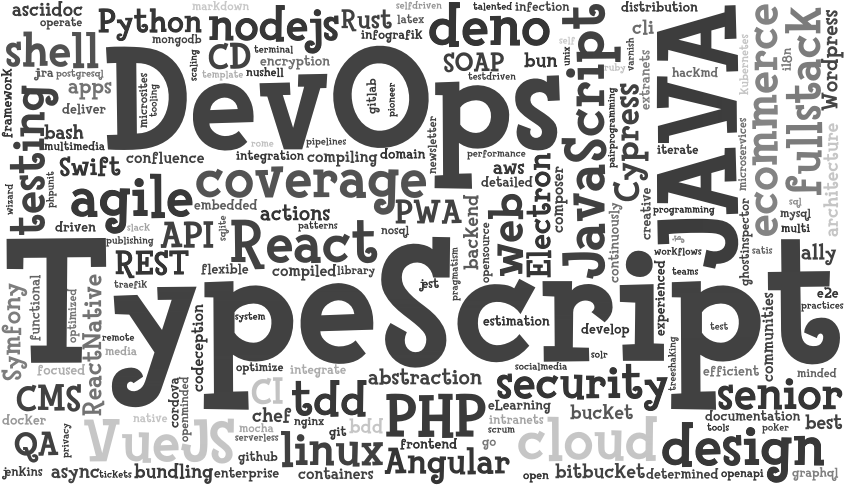 asciidoc
operate
Python
mongodb
markdown
nodejs
Rust
selfdriven
latex
infografik
deno
talented
infection
distribution
cli
JAVA
ecommerce
kubernetes
i18n
Wordpress
shell
jra
postgresql
apps
deliver
framework
scaling
CD
terminal
encryption
template
nushell
DevOps
microsites
tooling
gitlab
pioneer
SOAP
bun
testdriven
unix
self
ruby
varnish
extranets
hackmd
fullstack
testing
bash
multimedia
Swift
confluence
rome
pipelines
integration
compiling
domain
newsletter
performance
JavaScript
pairprogramming
Cypress
iterate
microservices
architecture
wizard
phpunit
agile
coverage
embedded
aws
detailed
Electron
composer
continuously
creative
programming
sql
mysql
multi
driven
slack
publishing
API
sqlite
actions
patterns
PWA
nosql
backend
web
opensource
pragmatism
workflows
teams
ghostinspector
satis
a11y
REST
React
flexible
compiled
library
traefik
TypeScript
jest
experienced
e2e
practices
Symfony
functional
optimized
ReactNative
remote
media
codeception
system
estimation
develop
test
communities
focused
optimize
integrate
solr
socialmedia
treeshaking
efficient
minded
CMS
cordova
openminded
CI
tdd
abstraction
security
senior
docker
privacy
native
chef
nginx
PHP
eLearning
intranets
scrum
bucket
documentation
tools
poker
best
QA
VueJS
mocha
serverless
git
bdd
frontend
go
cloud
design
jenkins
async
tickets
bundling
github
enterprise
linux
containers
Angular
open
bitbucket
determined
openapi
graphql